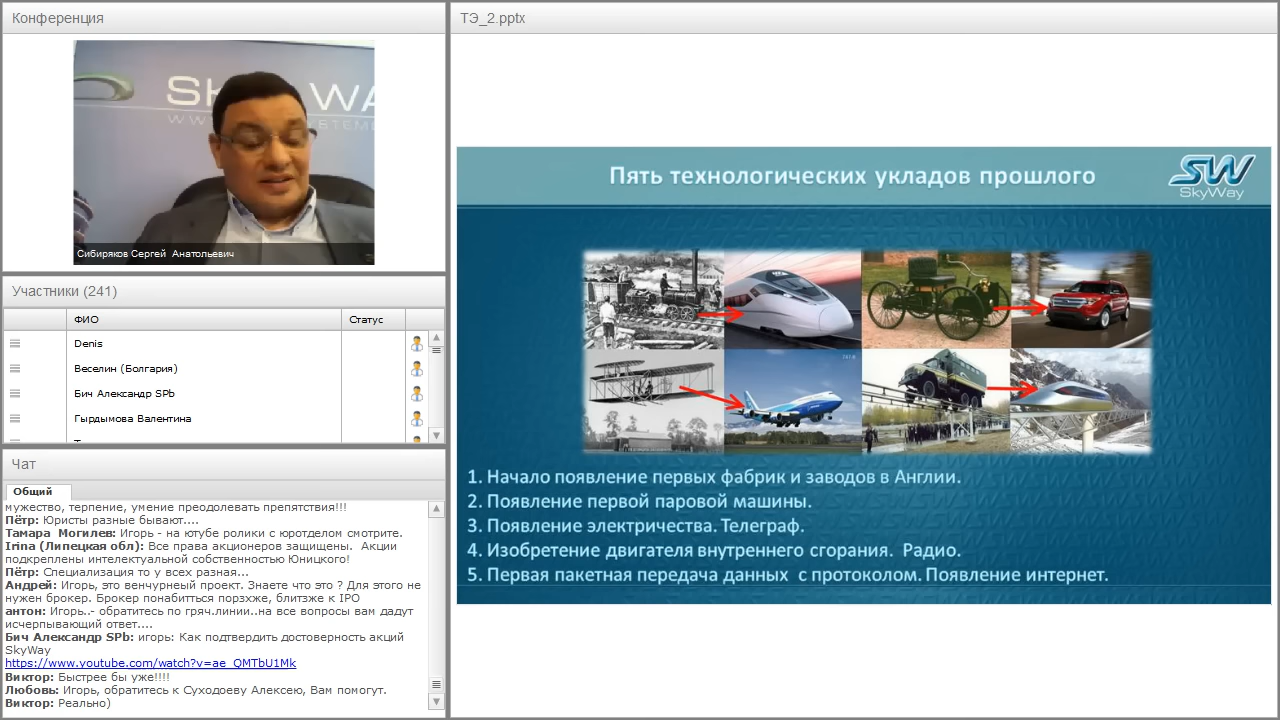 Конференция
SKYWAY
Сибиряков Сергей Анатольевич
Участники (241)
ФИО
Статус
Denis
Веселин (Болгария)
Бич Александр SPb
Гырдымова Валентина
Чат
Общий
мужество, терпение, умение преодолевать препятствия!!!
Пётр: Юристы разные бывают....
Тамара Могилев: Игорь - на ютубе ролики с юротделом смотрите.
Irina (Липецкая обл): Все права акционеров защищены. Акции
подкреплены интелектуальной собственностью Юницкого!
Пётр: Специализация то у всех разная...
Андрей: Игорь, это венчурневый проект. Знаете что это ? Для этого не
нужен брокер. Брокер понабитться порзхже, блитзже к IPO
антон: Игорь..- обратитесь по гряч.линии..на все вопросы вам дадут
исчерпывающий ответ....
Бич Александр SPb: игорь: Как подтвердить достоверность акций
SkyWay
https://www.youtube.com/watch?v=ae_QMTbU1Mk
Виктор: Быстрее бы уже!!!!
Любовь: Игорь, обратитесь к Суходоеву Алексею, Вам помогут.
Виктор: Реально)
ТЭ_2.pptx
Пять технологических укладов прошлого
SW
SkyWay
1. Начало появление первых фабрик и заводов в Англии.
2. Появление первой паровой машины.
3. Появление электричества. Телеграф.
4. Изобретение двигателя внутреннего сгорания. Радио.
5. Первая пакетная передача данных с протоколом. Появление интернет.